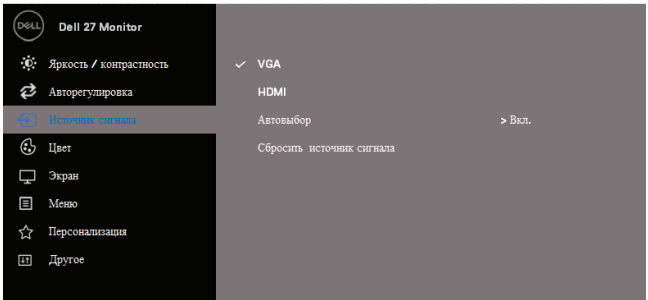 DELL Dell 27 Monitor
Яркость / контрастность
Авторегулировка
Источник сигнала
Цвет
Экран
Меню
Персонализация
Другое
✓ VGA
HDMI
Автовыбор > Вкл.
Сбросить источник сигнала